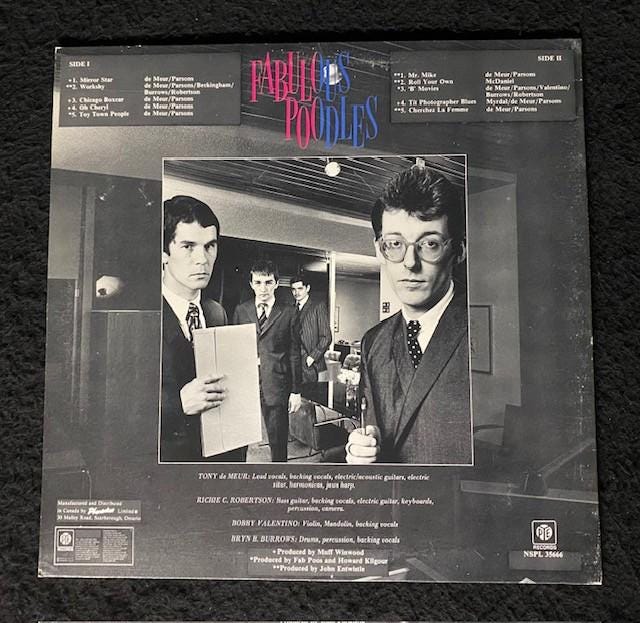 SIDE I
*1. Mirror Star de Meur/Parsons
**2. Workshy de Meur/Parsons/Beckingham/
Burrows/Robertson
+3. Chicago Boxcar de Meur/Parsons
+4. Oh Cheryl de Meur/Parsons
*5. Toy Town People de Meur/Parsons
FABULOUS
POODLES
SIDE II
**1. Mr. Mike de Meur/Parsons
**2. Roll Your Own McDaniel
*3. 'B' Movies de Meur/Parsons/Valentino/
Burrows/Robertson
+4. Tit Photographer Blues Myrdal/de Meur/Parsons
**5. Cherchez La Femme de Meur/Parsons
TONY de MEUR: Lead vocals, backing vocals, electric/acoustic guitars, electric
sitar, harmonicas, jaws harp.
RICHIE C. ROBERTSON: Bass guitar, backing vocals, electric guitar, keyboards,
percussion, camera.
BOBBY VALENTINO: Violin, Mandolin, backing vocals
BRYN B. BURROWS: Drums, percussion, backing vocals
+Produced by Muff Winwood
*Produced by Fab Poos and Howard Kilgour
**Produced by John Entwistle
Manufactured and Distributed
in Canada by Phonodisc Limited
30 Malley Road, Scarborough, Ontario
PYE
PYE
RECORDS
NSPL 35666